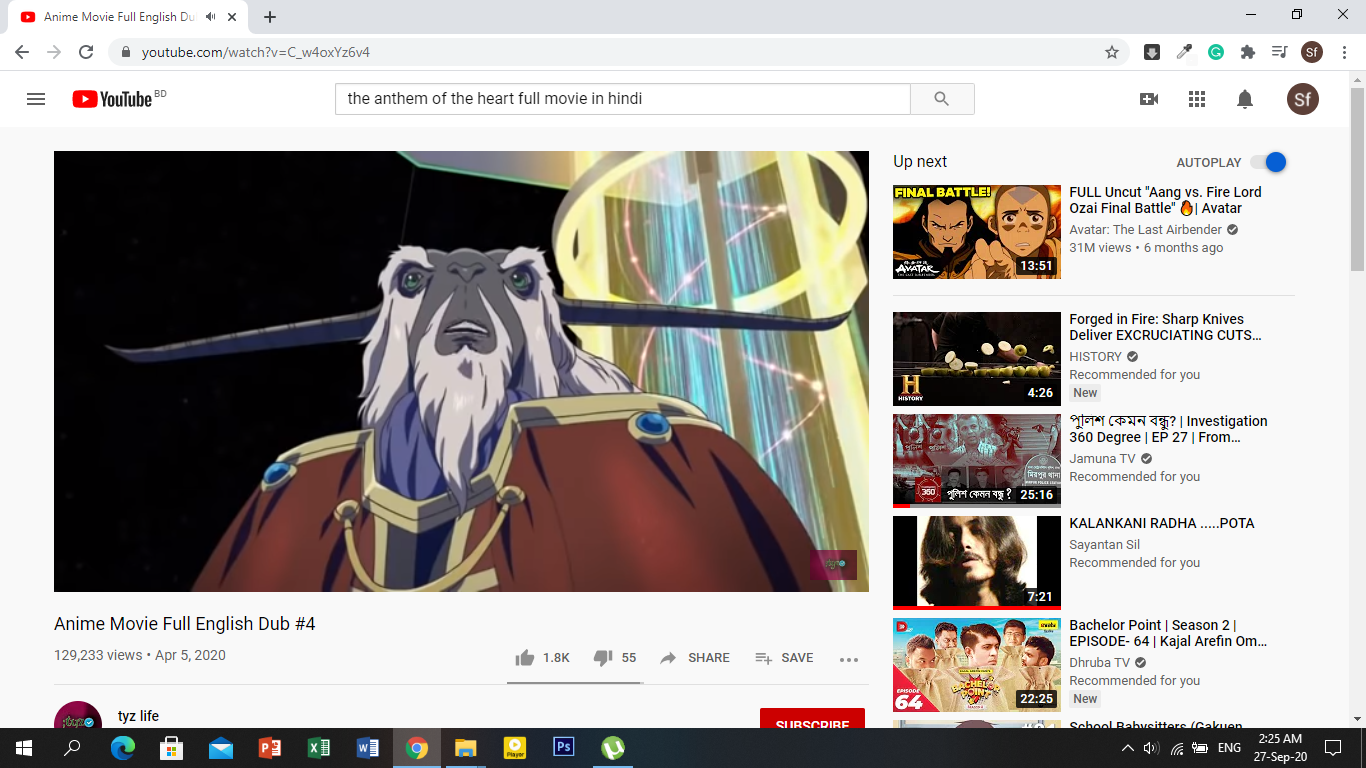 Anime Movie Full English Du
youtube.com/watch?v=C_w4oxYz6v4
Sf
YouTube BD
the anthem of the heart full movie in hindi
Sf
Up next
AUTOPLAY
FINAL BATTLE!
AVATAR
13:51
FULL Uncut "Aang vs. Fire Lord
Ozai Final Battle" 🔥| Avatar
Avatar: The Last Airbender
31M views • 6 months ago
H
HISTORY
4:26
Forged in Fire: Sharp Knives
Deliver EXCRUCIATING CUTS...
HISTORY
Recommended for you
New
360
পুলিশ কেমন বন্ধু ?
25:16
পুলিশ কেমন বন্ধু? | Investigation
360 Degree | EP 27 | From...
Jamuna TV
Recommended for you
7:21
KALANKANI RADHA .....POTA
Sayantan Sil
Recommended for you
EPISODE
64
BACHELOR
POINT
22:25
Bachelor Point | Season 2 |
EPISODE- 64 | Kajal Arefin Om...
Dhruba TV
Recommended for you
New
School Babysitters (Gakuen
Anime Movie Full English Dub #4
129,233 views • Apr 5, 2020
1.8K
55
SHARE
SAVE
tyz life
SUBSCRIBE
Player
Ps
ENG
2:25 AM
27-Sep-20